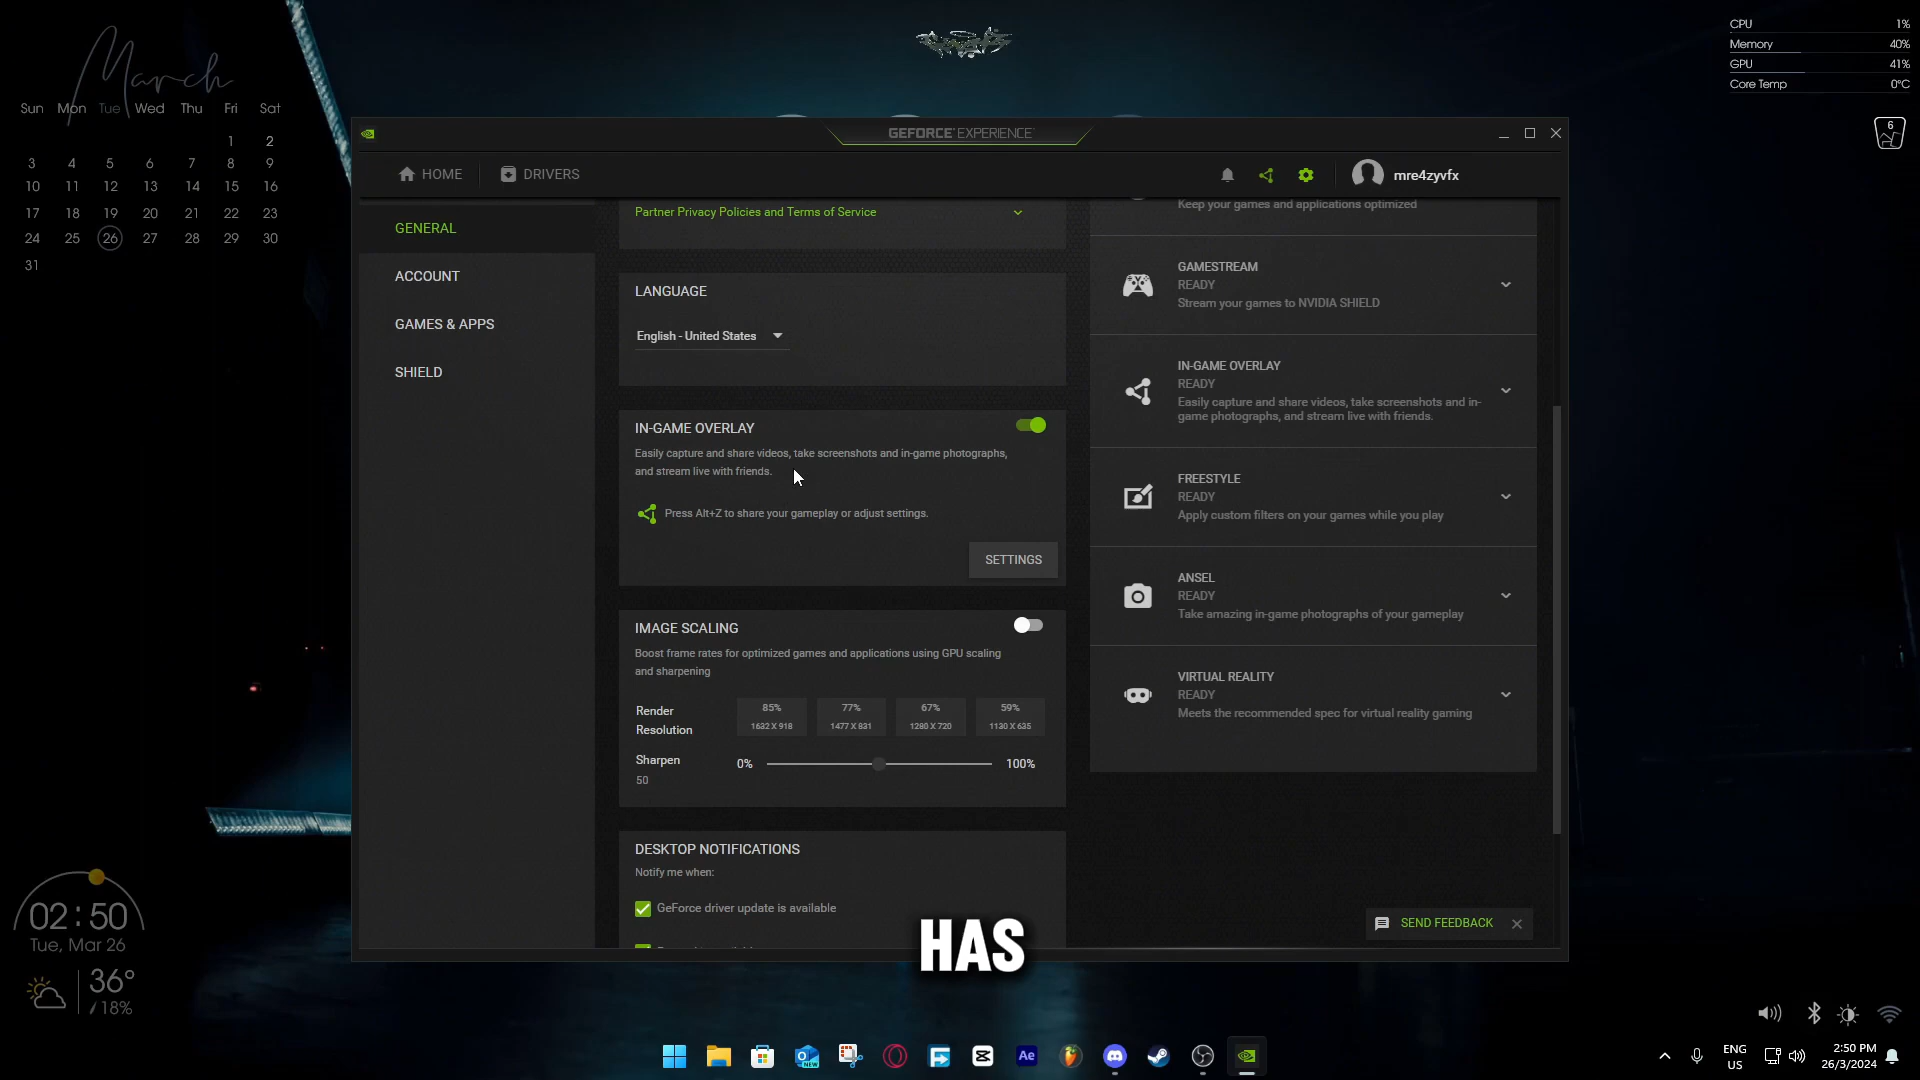 March
Sun Mon Tue Wed Thu Fri Sat
1 2
3 4 5 6 7 8 9
10 11 12 13 14 15 16
17 18 19 20 21 22 23
24 25 26 27 28 29 30
31
CPU 1%
Memory 40%
GPU 41%
Core Temp 0°C
6
GEFORCE EXPERIENCE
HOME
DRIVERS
mre4zyvfx
GENERAL
ACCOUNT
GAMES & APPS
SHIELD
Partner Privacy Policies and Terms of Service
LANGUAGE
English - United States
IN-GAME OVERLAY
Easily capture and share videos, take screenshots and in-game photographs,
and stream live with friends.
Press Alt+Z to share your gameplay or adjust settings.
SETTINGS
IMAGE SCALING
Boost frame rates for optimized games and applications using GPU scaling
and sharpening
Render
Resolution
85% 77% 67% 59%
1632 X 918 1477 X 831 1280 X 720 1130 X 635
Sharpen
50
0% 100%
DESKTOP NOTIFICATIONS
Notify me when:
GeForce driver update is available
Keep your games and applications optimized
GAMESTREAM
READY
Stream your games to NVIDIA SHIELD
IN-GAME OVERLAY
READY
Easily capture and share videos, take screenshots and in-
game photographs, and stream live with friends.
FREESTYLE
READY
Apply custom filters on your games while you play
ANSEL
READY
Take amazing in-game photographs of your gameplay
VIRTUAL REALITY
READY
Meets the recommended spec for virtual reality gaming
SEND FEEDBACK
HAS
02:50
Tue, Mar 26
36°
18%
NEW
Ae
ENG
US
2:50 PM
26/3/2024